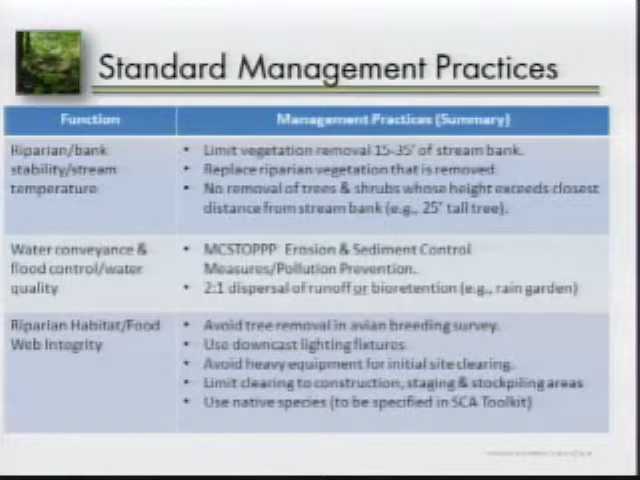 Standard Management Practices
Function
Management Practices (Summary)
Riparian/bank
stability/stream
temperature
• Limit vegetation removal 15-35' of stream bank.
• Replace riparian vegetation that is removed.
• No removal of trees & shrubs whose height exceeds closest
distance from stream bank (e.g., 25' tall tree).
Water conveyance &
flood control/water
quality
• MCSTOPPP Erosion & Sediment Control
Measures/Pollution Prevention.
• 2:1 dispersal of runoff or bioretention (e.g., rain garden)
Riparian Habitat/Food
Web Integrity
• Avoid tree removal in avian breeding survey.
• Use downcast lighting fixtures
• Avoid heavy equipment for initial site clearing.
• Limit clearing to construction, staging & stockpiling areas
• Use native species (to be specified in SCA Toolkit)